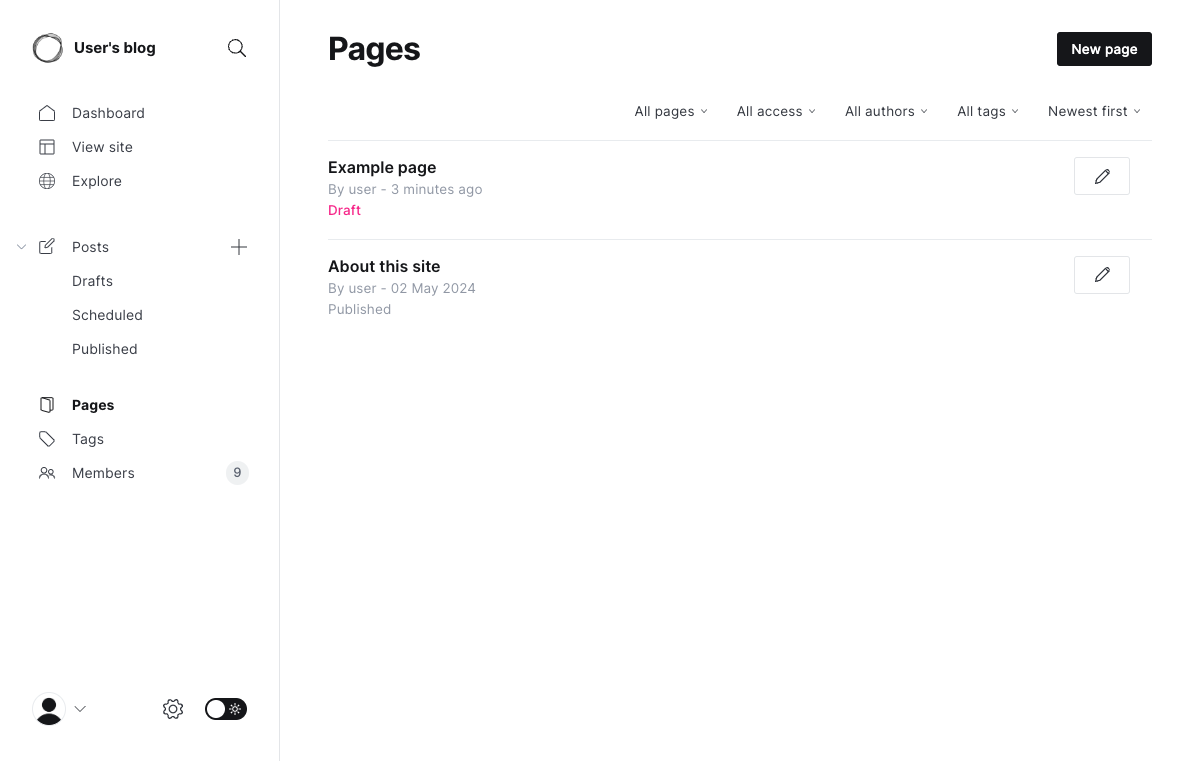 User's blog
Dashboard
View site
Explore
Posts
Drafts
Scheduled
Published
Pages
Tags
Members 9
Pages
New page
All pages All access All authors All tags Newest first
Example page
By user - 3 minutes ago
Draft
About this site
By user - 02 May 2024
Published